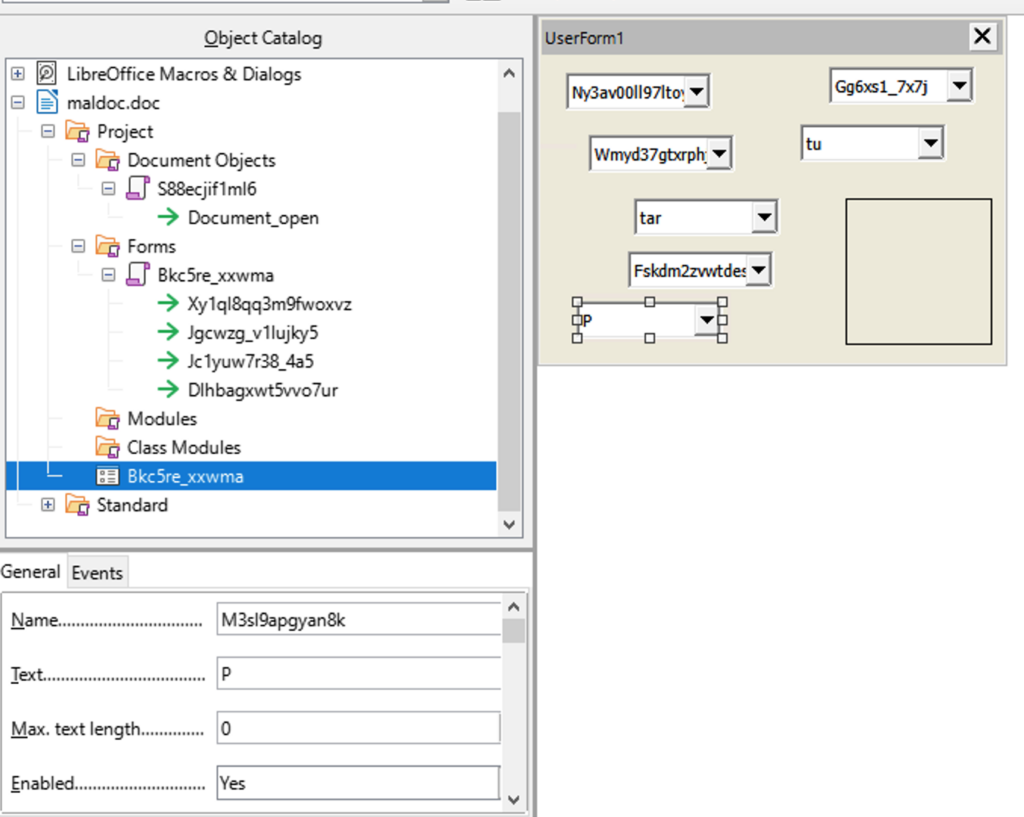 Object Catalog
LibreOffice Macros & Dialogs
maldoc.doc
Project
Document Objects
S88ecjif1ml6
Document_open
Forms
Bkc5re_xxwma
Xy1ql8qq3m9fwoxvz
Jgcwzg_v1lujky5
Jc1yuw7r38_4a5
Dlhbagxwt5vvo7ur
Modules
Class Modules
Bkc5re_xxwma
Standard
General Events
Name................................ M3sl9apgyan8k
Text.................................... P
Max. text length.............. 0
Enabled............................. Yes
UserForm1
Ny3av00ll97ltoy
Gg6xs1_7x7j
Wmyd37gtxrphj
tu
tar
Fskdm2zvwtdes
P